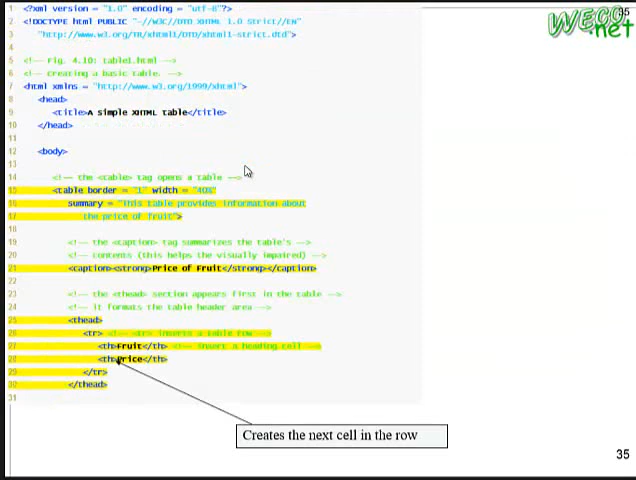 35
WECO
.net
1 <?xml version = "1.0" encoding = "utf-8"?>
2 <!DOCTYPE html PUBLIC "-//W3C//DTD XHTML 1.0 Strict//EN"
3 "http://www.w3.org/TR/xhtml1/DTD/xhtml1-strict.dtd">
4
5 <!-- Fig. 4.10: table1.html -->
6 <!-- Creating a basic table. -->
7 <html xmlns = "http://www.w3.org/1999/xhtml">
8 <head>
9 <title>A simple XHTML table</title>
10 </head>
11
12 <body>
13
14 <!-- the <table> tag opens a table -->
15 <table border = "1" width = "40%"
16 summary = "This table provides information about
17 the price of fruit">
18
19 <!-- the <caption> tag summarizes the table's -->
20 <!-- contents (this helps the visually impaired) -->
21 <caption><strong>Price of Fruit</strong></caption>
22
23 <!-- the <thead> section appears first in the table -->
24 <!-- it formats the table header area -->
25 <thead>
26 <tr> <!-- <tr> inserts a table row -->
27 <th>Fruit</th> <!-- insert a heading cell -->
28 <th>Price</th>
29 </tr>
30 </thead>
31
Creates the next cell in the row
35